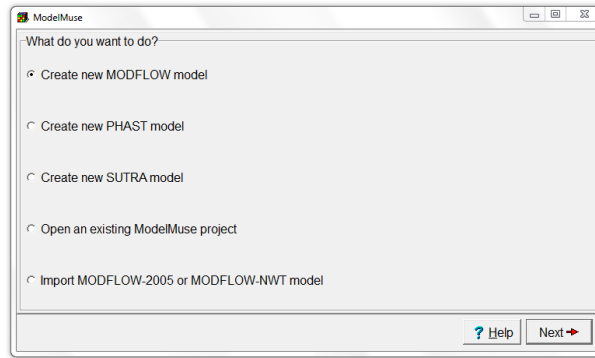 ModelMuse
What do you want to do?
Create new MODFLOW model
Create new PHAST model
Create new SUTRA model
Open an existing ModelMuse project
Import MODFLOW-2005 or MODFLOW-NWT model
? Help Next